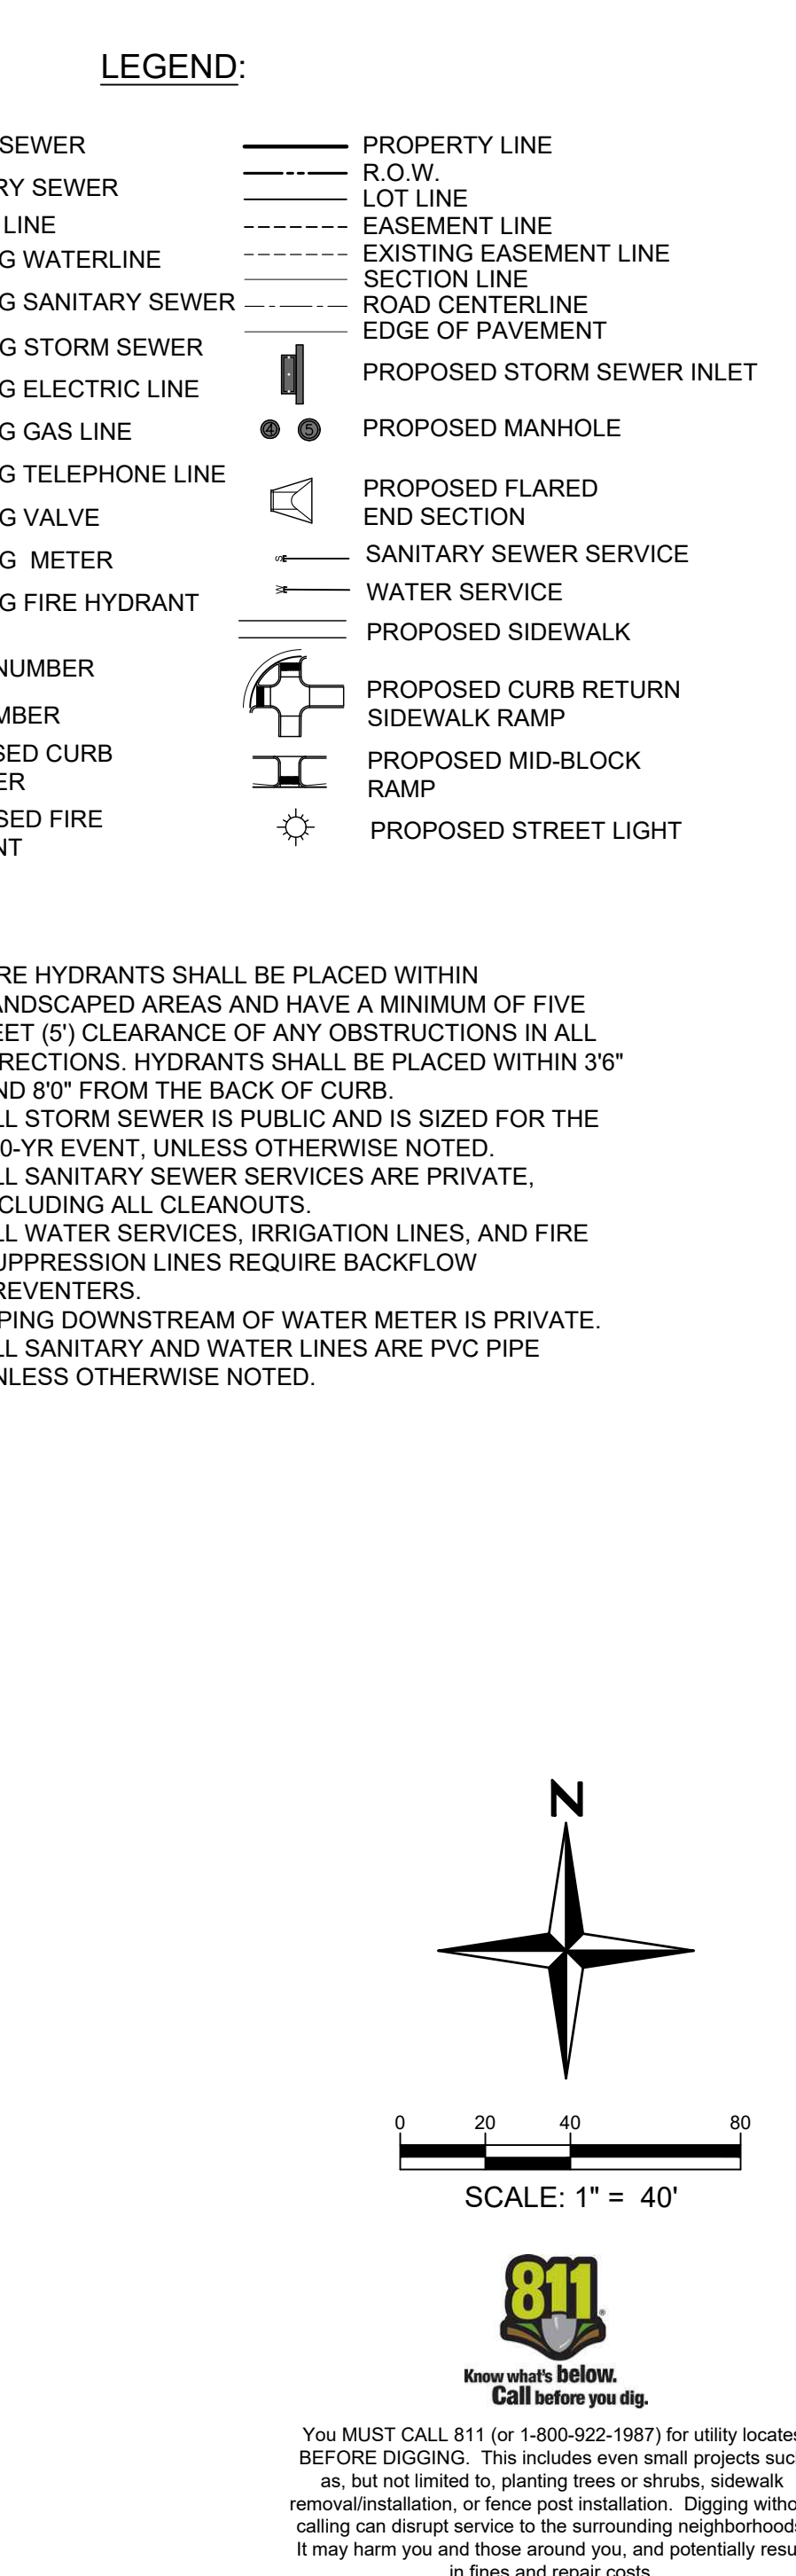 LEGEND:
SEWER
RY SEWER
LINE
G WATERLINE
G SANITARY SEWER
G STORM SEWER
G ELECTRIC LINE
G GAS LINE
G TELEPHONE LINE
G VALVE
G METER
G FIRE HYDRANT
NUMBER
MBER
SED CURB
ER
SED FIRE
NT
PROPERTY LINE
R.O.W.
LOT LINE
EASEMENT LINE
EXISTING EASEMENT LINE
SECTION LINE
ROAD CENTERLINE
EDGE OF PAVEMENT
PROPOSED STORM SEWER INLET
4 5 PROPOSED MANHOLE
PROPOSED FLARED
END SECTION
S SANITARY SEWER SERVICE
W WATER SERVICE
PROPOSED SIDEWALK
PROPOSED CURB RETURN
SIDEWALK RAMP
PROPOSED MID-BLOCK
RAMP
PROPOSED STREET LIGHT
RE HYDRANTS SHALL BE PLACED WITHIN
ANDSCAPED AREAS AND HAVE A MINIMUM OF FIVE
EET (5') CLEARANCE OF ANY OBSTRUCTIONS IN ALL
RECTIONS. HYDRANTS SHALL BE PLACED WITHIN 3'6"
ND 8'0" FROM THE BACK OF CURB.
LL STORM SEWER IS PUBLIC AND IS SIZED FOR THE
0-YR EVENT, UNLESS OTHERWISE NOTED.
LL SANITARY SEWER SERVICES ARE PRIVATE,
CLUDING ALL CLEANOUTS.
LL WATER SERVICES, IRRIGATION LINES, AND FIRE
UPPRESSION LINES REQUIRE BACKFLOW
REVENTERS.
PING DOWNSTREAM OF WATER METER IS PRIVATE.
LL SANITARY AND WATER LINES ARE PVC PIPE
NLESS OTHERWISE NOTED.
N
0 20 40 80
SCALE: 1" = 40'
811®
Know what's below.
Call before you dig.
You MUST CALL 811 (or 1-800-922-1987) for utility locates
BEFORE DIGGING. This includes even small projects suc
as, but not limited to, planting trees or shrubs, sidewalk
removal/installation, or fence post installation. Digging witho
calling can disrupt service to the surrounding neighborhoods
It may harm you and those around you, and potentially resu
in fines and repair costs